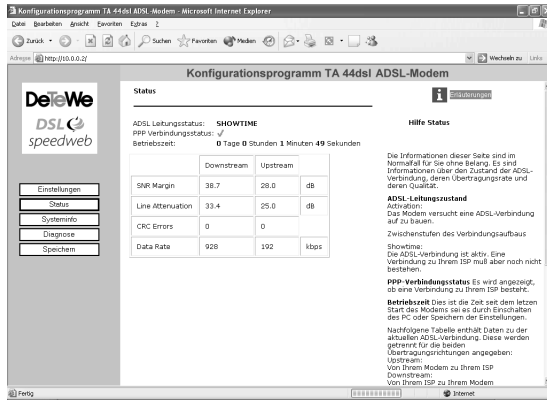 Konfigurationsprogramm TA 44dsl ADSL-Modem - Microsoft Internet Explorer
Datei Bearbeiten Ansicht Favoriten Extras ?
Zurück Suchen Favoriten Medien
Adresse http://10.0.0.2/ Wechseln zu Links
Konfigurationsprogramm TA 44dsl ADSL-Modem
DeTeWe
DSL
speedweb
Einstellungen
Status
Systeminfo
Diagnose
Speichern
Status
ADSL Leitungsstatus: SHOWTIME
PPP Verbindungsstatus: ✓
Betriebszeit: 0 Tage 0 Stunden 1 Minuten 49 Sekunden
Downstream Upstream
SNR Margin 38.7 28.0 dB
Line Attenuation 33.4 25.0 dB
CRC Errors 0 0
Data Rate 928 192 kbps
i Erläuterungen
Hilfe Status
Die Informationen dieser Seite sind im
Normalfall für Sie ohne Belang. Es sind
Informationen über den Zustand der ADSL-
Verbindung, deren Übertragungsrate und
deren Qualität.
ADSL-Leitungszustand
Activation:
Das Modem versucht eine ADSL-Verbindung
auf zu bauen.
Zwischenstufen des Verbindungsaufbaus
Showtime:
Die ADSL-Verbindung ist aktiv. Eine
Verbindung zu Ihrem ISP muß aber noch nicht
bestehen.
PPP-Verbindungsstatus Es wird angezeigt,
ob eine Verbindung zu Ihrem ISP besteht.
Betriebszeit Dies ist die Zeit seit dem letzen
Start des Modems sei es durch Einschalten
des PC oder Speichern der Einstellungen.
Nachfolgene Tabelle enthält Daten zu der
aktuellen ADSL-Verbindung. Diese werden
getrennt für die beiden
Übertragungsrichtungen angegeben:
Upstream:
Von Ihrem Modem zu Ihrem ISP
Downstream:
Von Ihrem ISP zu Ihrem Modem
Fertig Internet